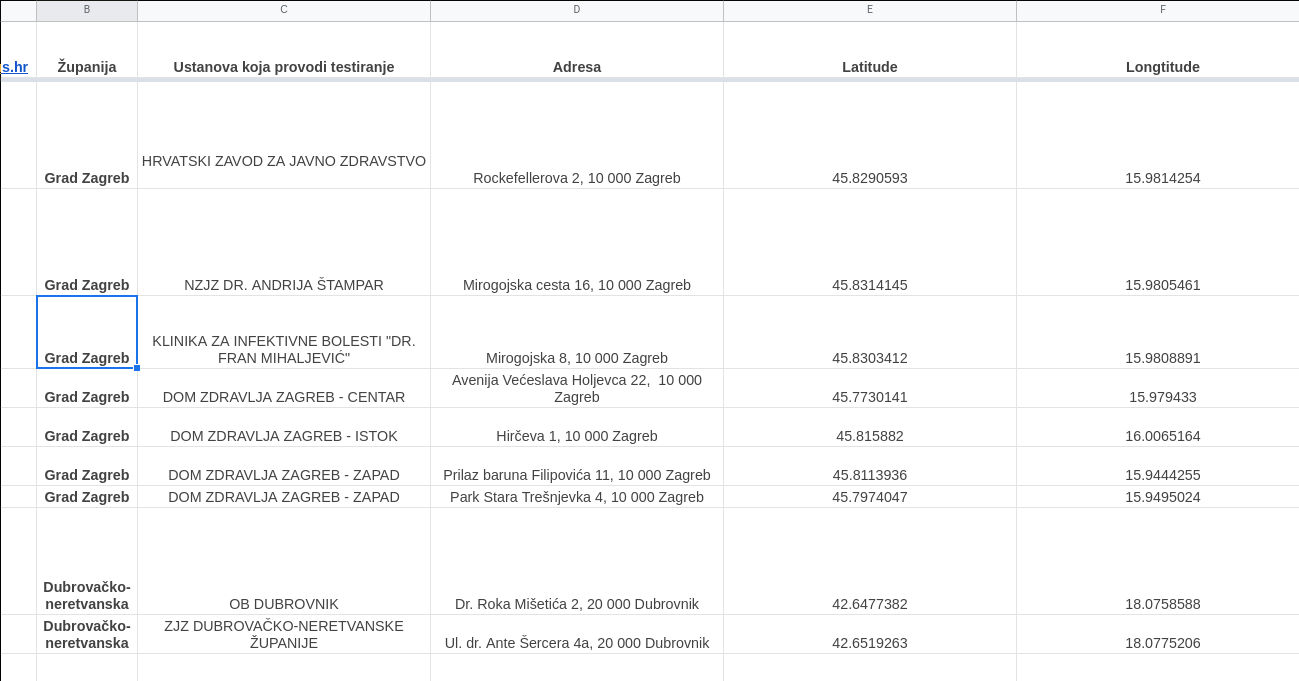 B C D E F
s.hr Županija Ustanova koja provodi testiranje Adresa Latitude Longtitude
HRVATSKI ZAVOD ZA JAVNO ZDRAVSTVO
Grad Zagreb Rockefellerova 2, 10 000 Zagreb 45.8290593 15.9814254
Grad Zagreb NZJZ DR. ANDRIJA ŠTAMPAR Mirogojska cesta 16, 10 000 Zagreb 45.8314145 15.9805461
KLINIKA ZA INFEKTIVNE BOLESTI "DR.
Grad Zagreb FRAN MIHALJEVIĆ" Mirogojska 8, 10 000 Zagreb 45.8303412 15.9808891
Avenija Većeslava Holjevca 22,  10 000
Grad Zagreb DOM ZDRAVLJA ZAGREB - CENTAR Zagreb 45.7730141 15.979433
Grad Zagreb DOM ZDRAVLJA ZAGREB - ISTOK Hirčeva 1, 10 000 Zagreb 45.815882 16.0065164
Grad Zagreb DOM ZDRAVLJA ZAGREB - ZAPAD Prilaz baruna Filipovića 11, 10 000 Zagreb 45.8113936 15.9444255
Grad Zagreb DOM ZDRAVLJA ZAGREB - ZAPAD Park Stara Trešnjevka 4, 10 000 Zagreb 45.7974047 15.9495024
Dubrovačko-
neretvanska OB DUBROVNIK Dr. Roka Mišetića 2, 20 000 Dubrovnik 42.6477382 18.0758588
Dubrovačko- ZJZ DUBROVAČKO-NERETVANSKE
neretvanska ŽUPANIJE Ul. dr. Ante Šercera 4a, 20 000 Dubrovnik 42.6519263 18.0775206